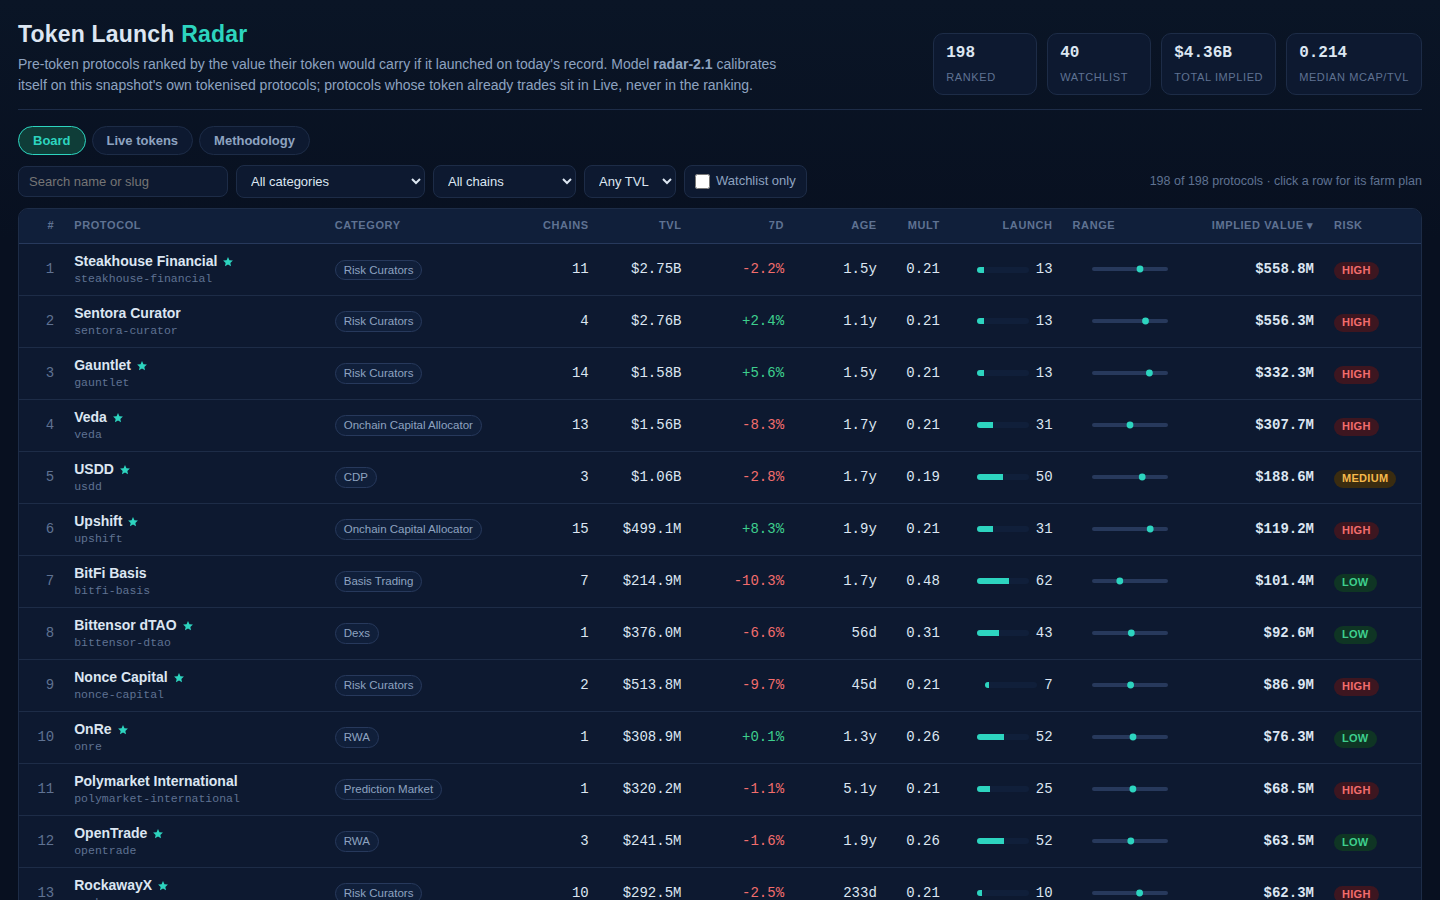 Token Launch Radar
Pre-token protocols ranked by the value their token would carry if it launched on today's record. Model radar-2.1 calibrates
itself on this snapshot's own tokenised protocols; protocols whose token already trades sit in Live, never in the ranking.
198 40 $4.36B 0.214
RANKED WATCHLIST TOTAL IMPLIED MEDIAN MCAP/TVL
Board Live tokens Methodology
Search name or slug All categories All chains Any TVL Watchlist only 198 of 198 protocols · click a row for its farm plan
# PROTOCOL CATEGORY CHAINS TVL 7D AGE MULT LAUNCH RANGE IMPLIED VALUE ▾ RISK
1 Steakhouse Financial ★ Risk Curators 11 $2.75B -2.2% 1.5y 0.21 13 $558.8M HIGH
steakhouse-financial
2 Sentora Curator Risk Curators 4 $2.76B +2.4% 1.1y 0.21 13 $556.3M HIGH
sentora-curator
3 Gauntlet ★ Risk Curators 14 $1.58B +5.6% 1.5y 0.21 13 $332.3M HIGH
gauntlet
4 Veda ★ Onchain Capital Allocator 13 $1.56B -8.3% 1.7y 0.21 31 $307.7M HIGH
veda
5 USDD ★ CDP 3 $1.06B -2.8% 1.7y 0.19 50 $188.6M MEDIUM
usdd
6 Upshift ★ Onchain Capital Allocator 15 $499.1M +8.3% 1.9y 0.21 31 $119.2M HIGH
upshift
7 BitFi Basis Basis Trading 7 $214.9M -10.3% 1.7y 0.48 62 $101.4M LOW
bitfi-basis
8 Bittensor dTAO ★ Dexs 1 $376.0M -6.6% 56d 0.31 43 $92.6M LOW
bittensor-dtao
9 Nonce Capital ★ Risk Curators 2 $513.8M -9.7% 45d 0.21 7 $86.9M HIGH
nonce-capital
10 OnRe ★ RWA 1 $308.9M +0.1% 1.3y 0.26 52 $76.3M LOW
onre
11 Polymarket International Prediction Market 1 $320.2M -1.1% 5.1y 0.21 25 $68.5M HIGH
polymarket-international
12 OpenTrade ★ RWA 3 $241.5M -1.6% 1.9y 0.26 52 $63.5M LOW
opentrade
13 RockawayX ★ Risk Curators 10 $292.5M -2.5% 233d 0.21 10 $62.3M HIGH